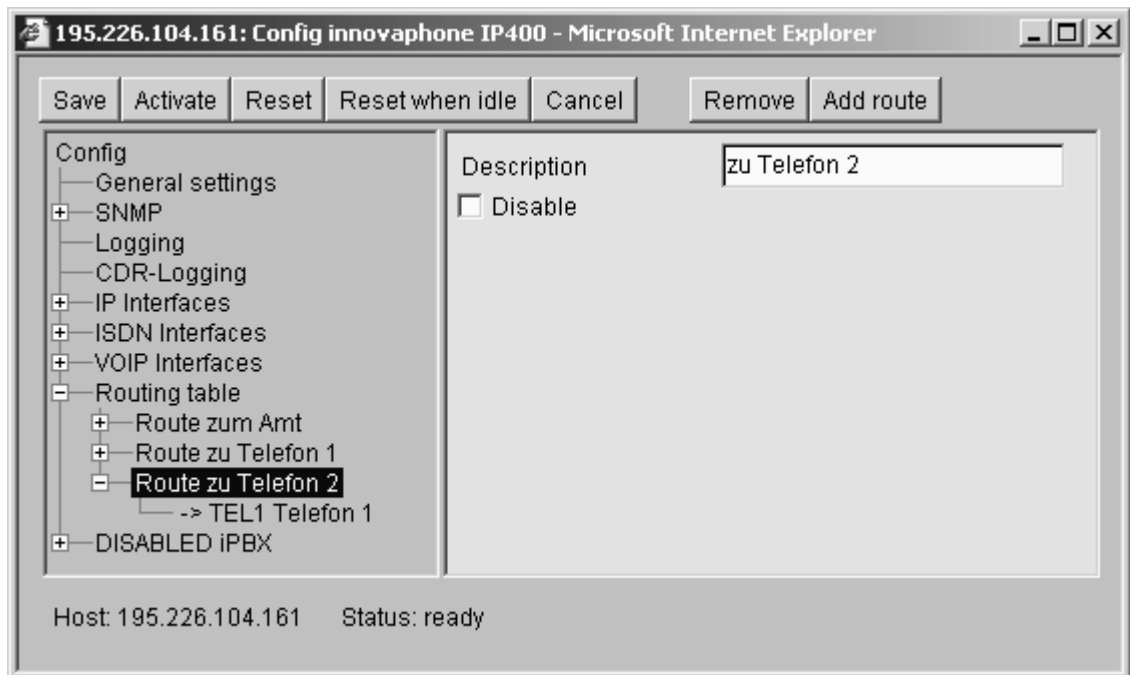 195.226.104.161: Config innovaphone IP400 - Microsoft Internet Explorer
Save Activate Reset Reset when idle Cancel Remove Add route
Config
General settings
SNMP
Logging
CDR-Logging
IP Interfaces
ISDN Interfaces
VOIP Interfaces
Routing table
Route zum Amt
Route zu Telefon 1
Route zu Telefon 2
-> TEL1 Telefon 1
DISABLED iPBX
Description zu Telefon 2
Disable
Host: 195.226.104.161 Status: ready